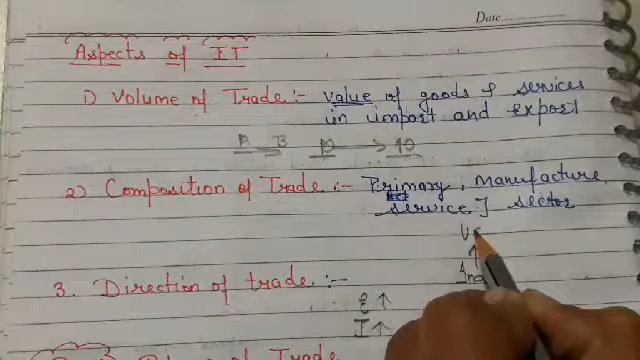 Date
Aspects of IT
1) Volume of Trade :- value of goods & services
in import and export
A B 10 → 10
2) Composition of Trade :- Primary, manufacture,
service ] sector
↑
3. Direction of trade :-
E ↑
I ↑
Trade